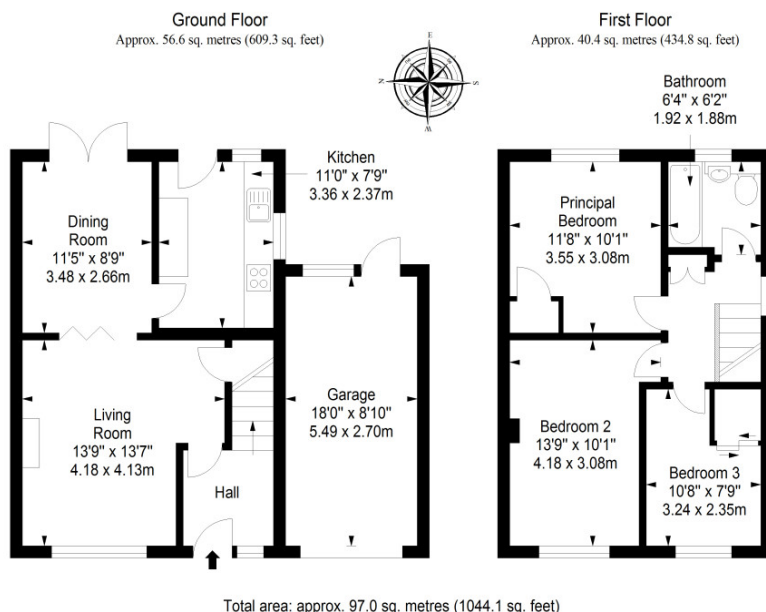 Ground Floor
Approx. 56.6 sq. metres (609.3 sq. feet)
E
N
S
W
Kitchen
11'0" x 7'9"
3.36 x 2.37m
Dining
Room
11'5" x 8'9"
3.48 x 2.66m
Living
Room
13'9" x 13'7"
4.18 x 4.13m
Hall
Garage
18'0" x 8'10"
5.49 x 2.70m
First Floor
Approx. 40.4 sq. metres (434.8 sq. feet)
Bathroom
6'4" x 6'2"
1.92 x 1.88m
Principal
Bedroom
11'8" x 10'1"
3.55 x 3.08m
Bedroom 2
13'9" x 10'1"
4.18 x 3.08m
Bedroom 3
10'8" x 7'9"
3.24 x 2.35m
Total area: approx. 97.0 sq. metres (1044.1 sq. feet)